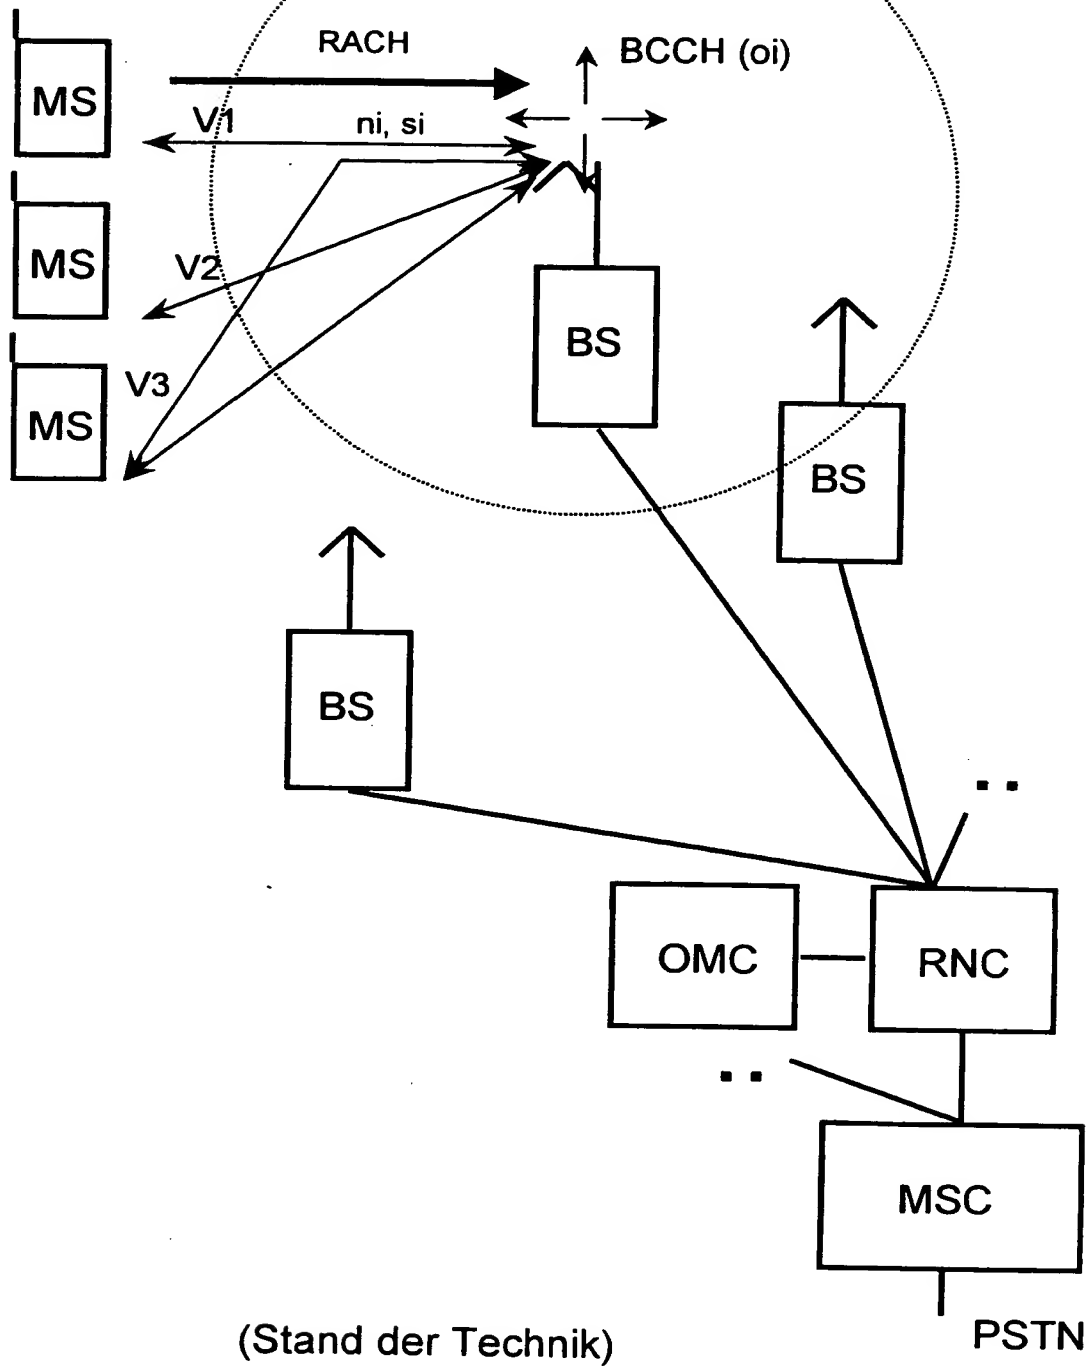 RACH
BCCH (oi)
MS
V1
ni, si
MS
V2
BS
V3
MS
BS
BS
. .
OMC
RNC
. .
MSC
(Stand der Technik)
PSTN